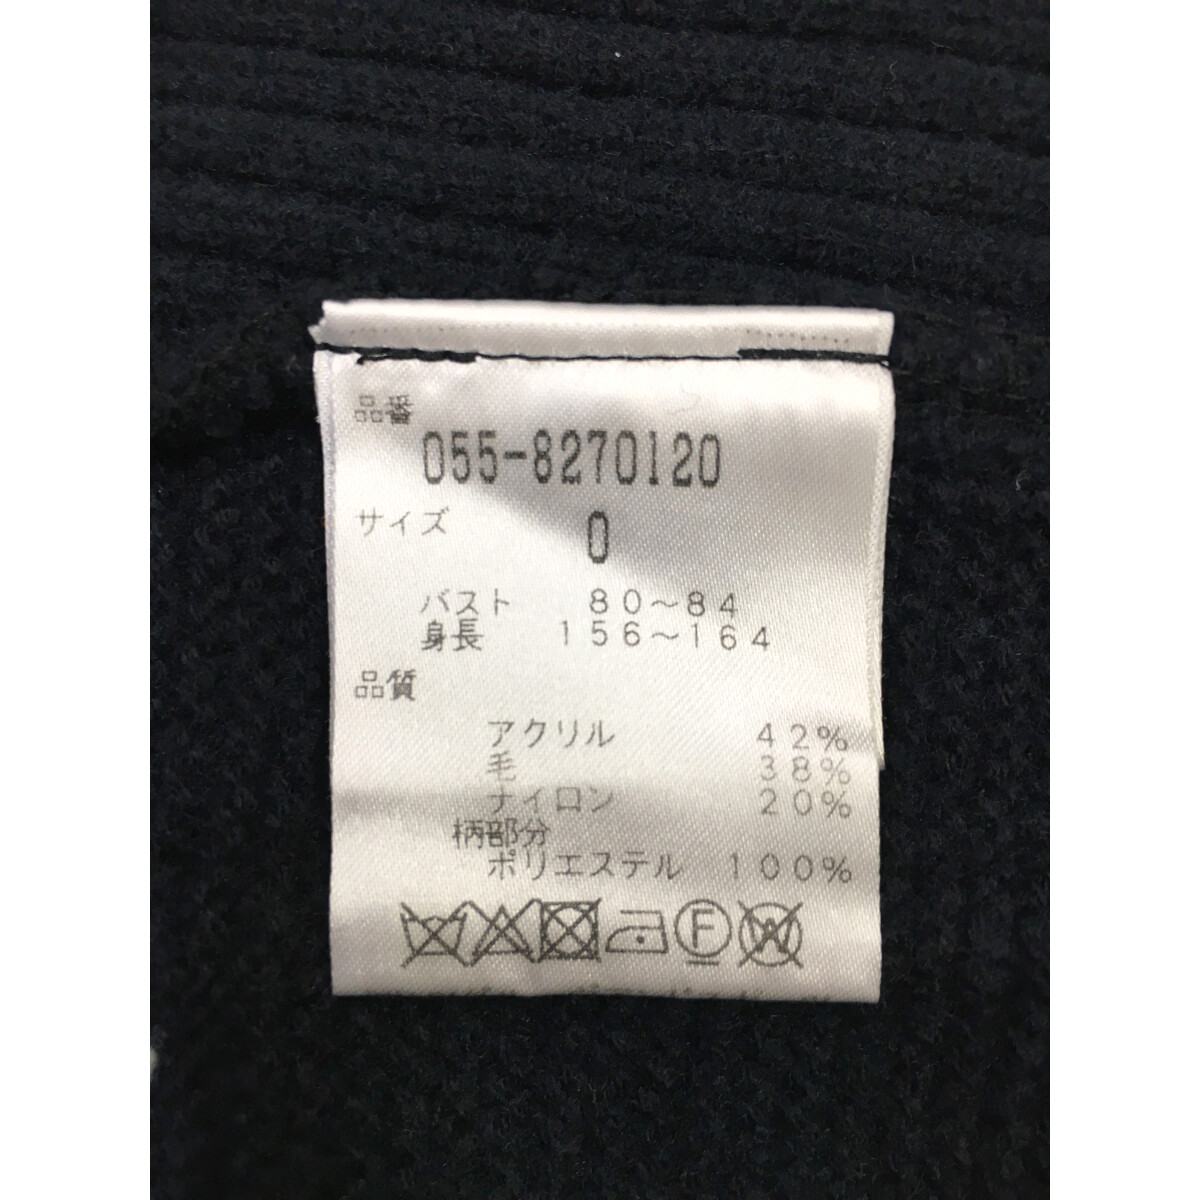 品番
055-8270120
サイズ 0
バスト 80～84
身長 156～164
品質
アクリル 42%
毛 38%
ナイロン 20%
柄部分
ポリエステル 100%
F W